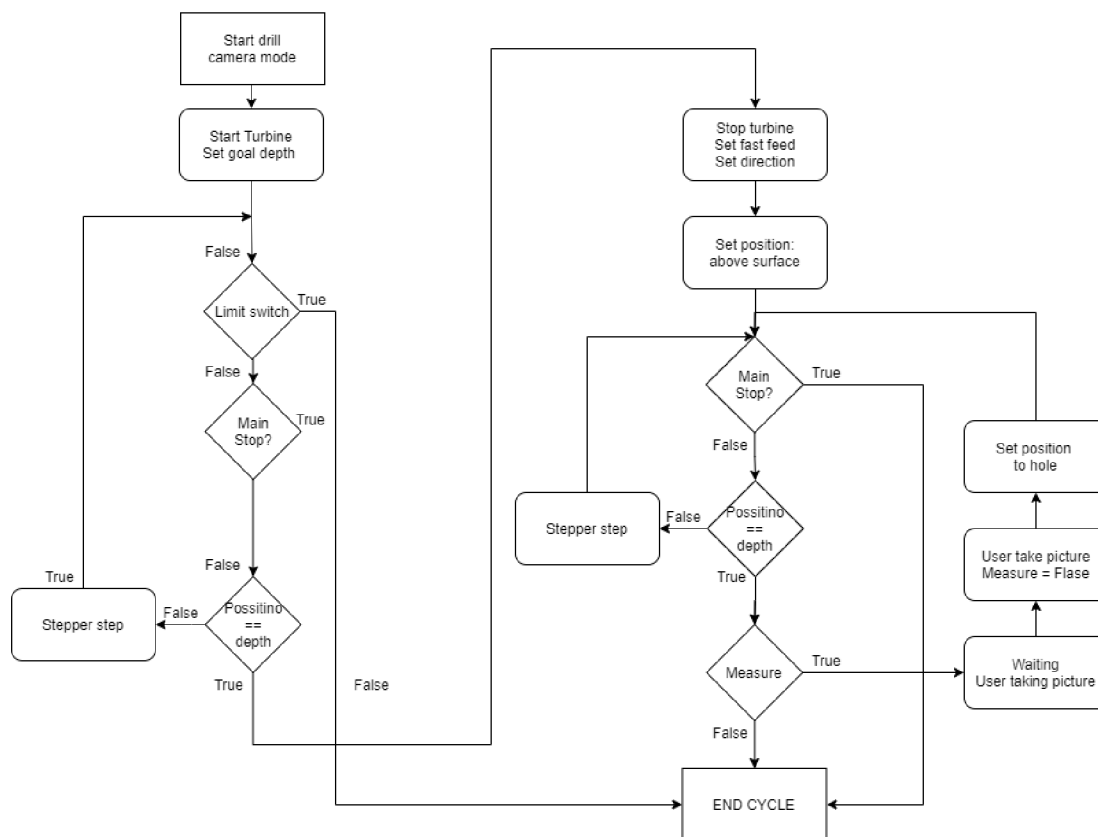 Start drill
camera mode
Start Turbine
Set goal depth
False
Limit switch
True
False
Main
Stop?
True
False
Possitino
==
depth
False
Stepper step
True
True
False
Stop turbine
Set fast feed
Set direction
Set position:
above surface
Main
Stop?
True
False
Possitino
==
depth
False
Stepper step
True
Measure
True
False
END CYCLE
Waiting
User taking picture
User take picture
Measure = Flase
Set position
to hole